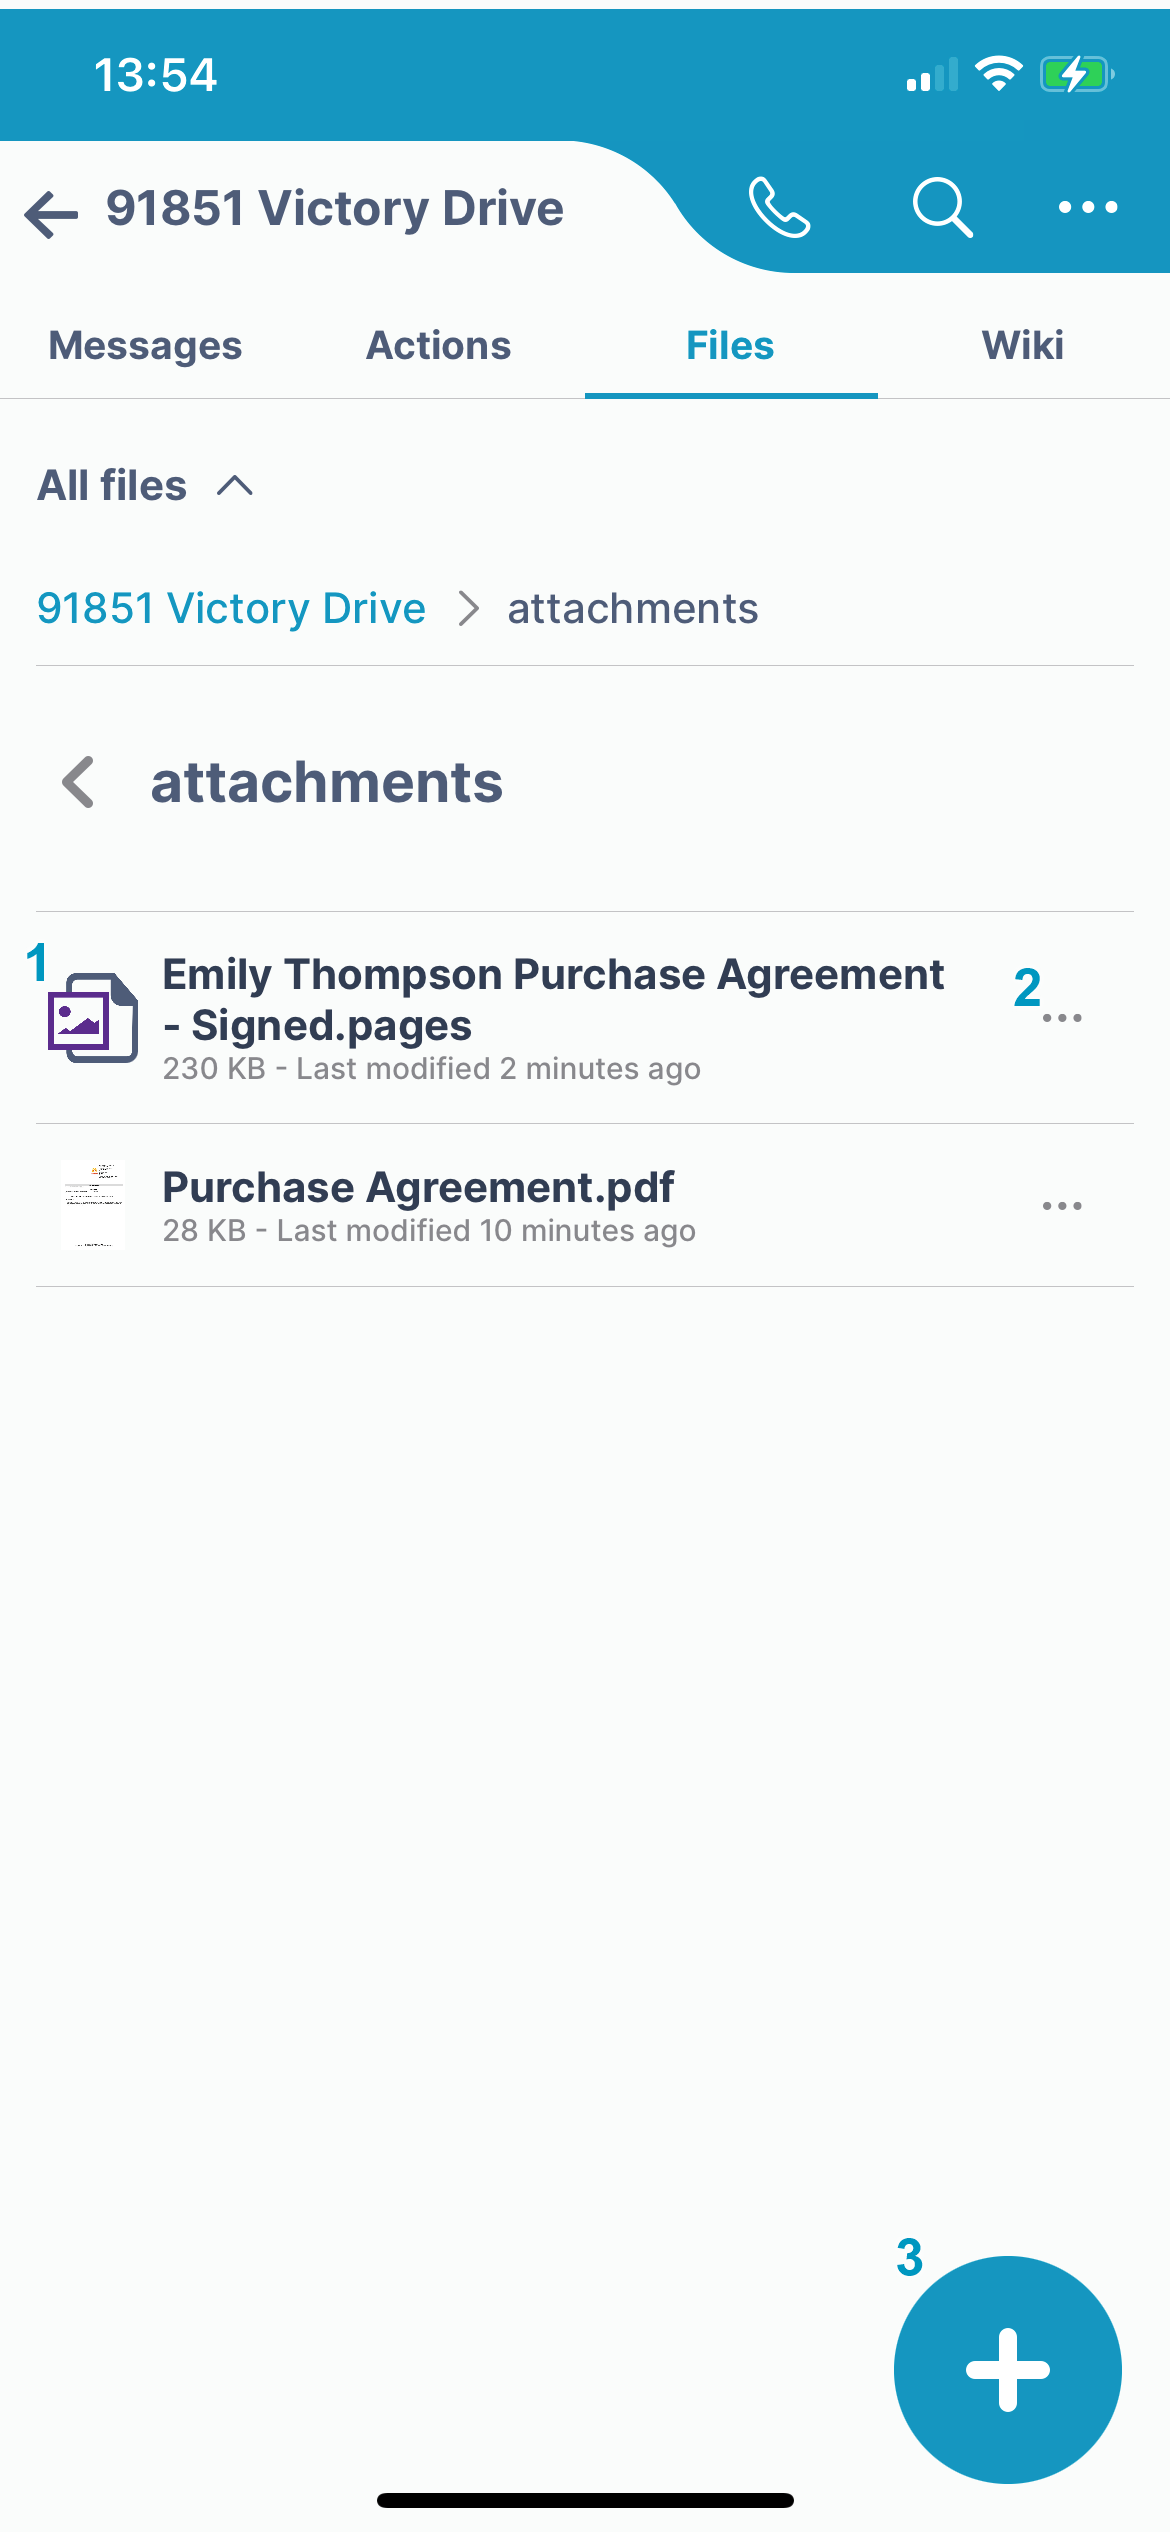 13:54
91851 Victory Drive
Messages Actions Files Wiki
All files
91851 Victory Drive > attachments
attachments
1
Emily Thompson Purchase Agreement
- Signed.pages
2
230 KB - Last modified 2 minutes ago
Purchase Agreement.pdf
28 KB - Last modified 10 minutes ago
3